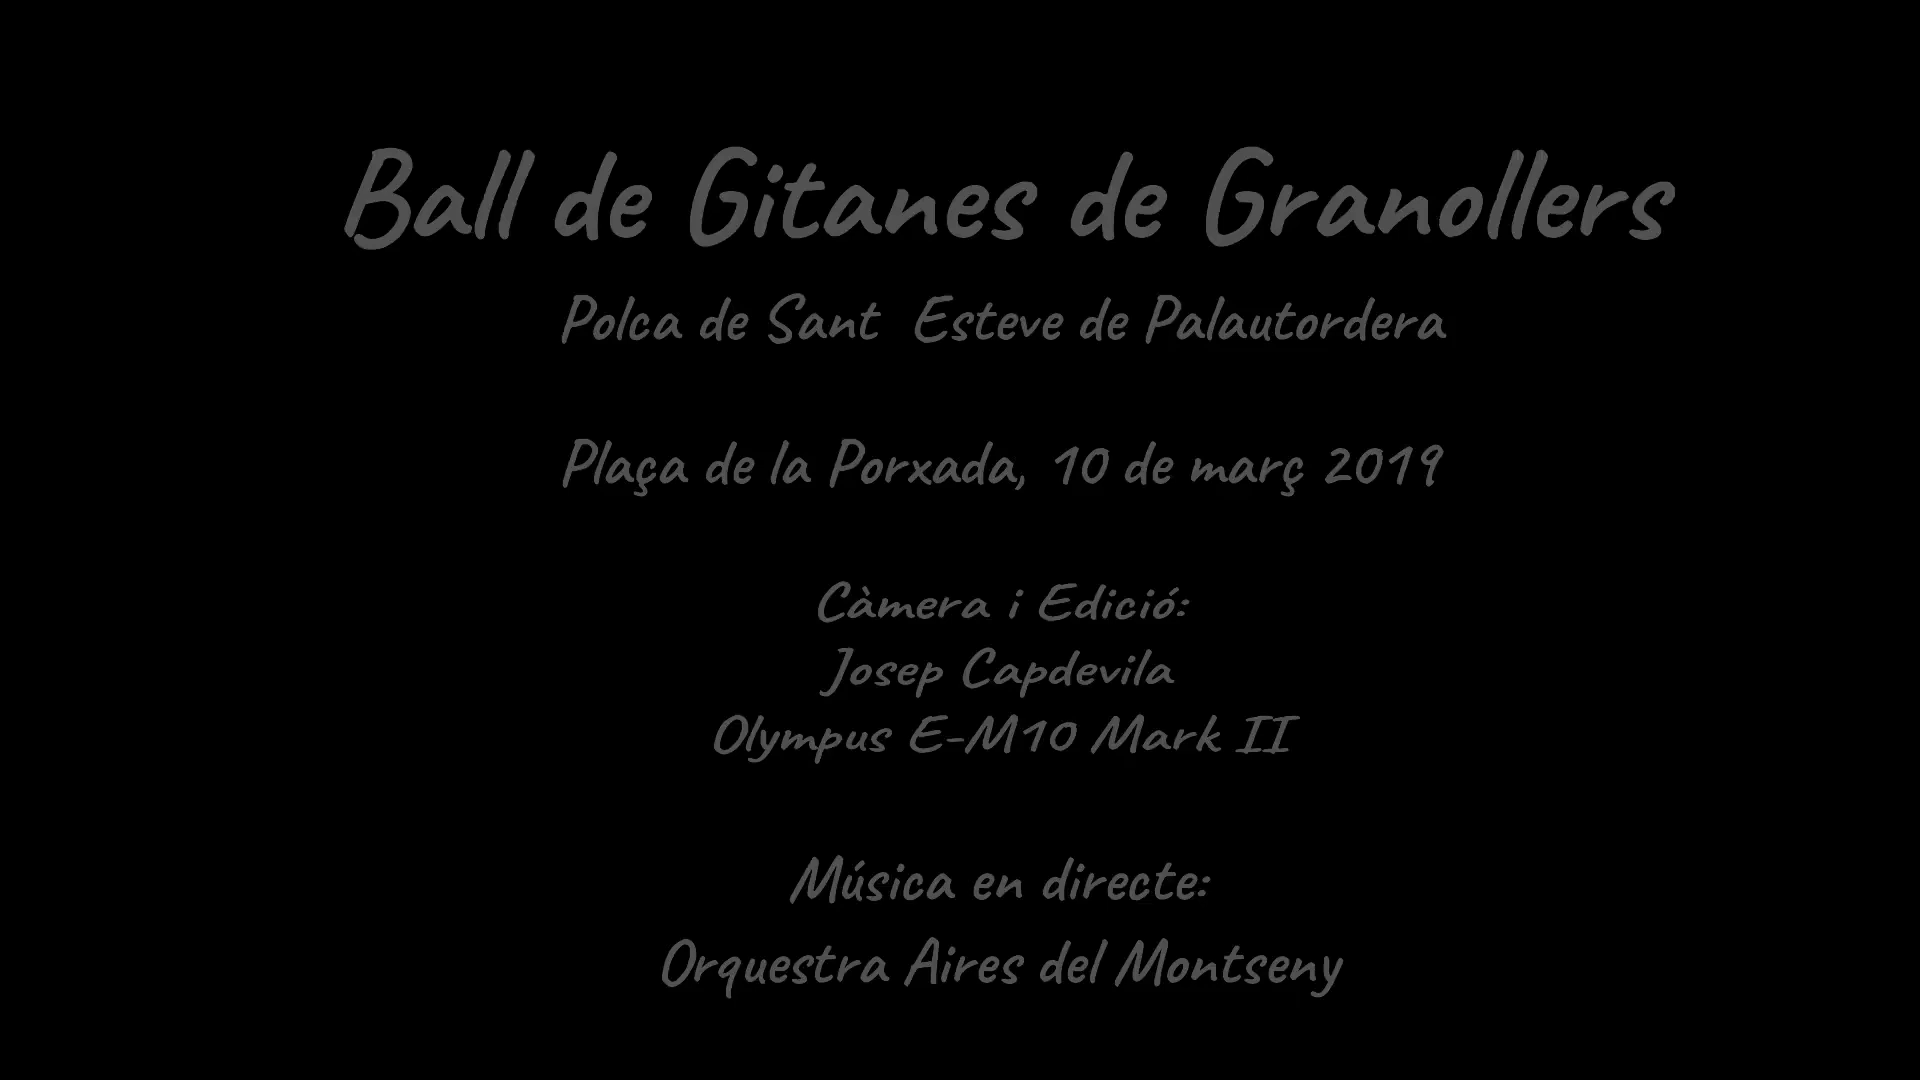 Ball de Gitanes de Granollers
Polca de Sant Esteve de Palautordera
Plaça de la Porxada, 10 de març 2019
Càmera i Edició:
Josep Capdevila
Olympus E-M10 Mark II
Música en directe:
Orquestra Aires del Montseny